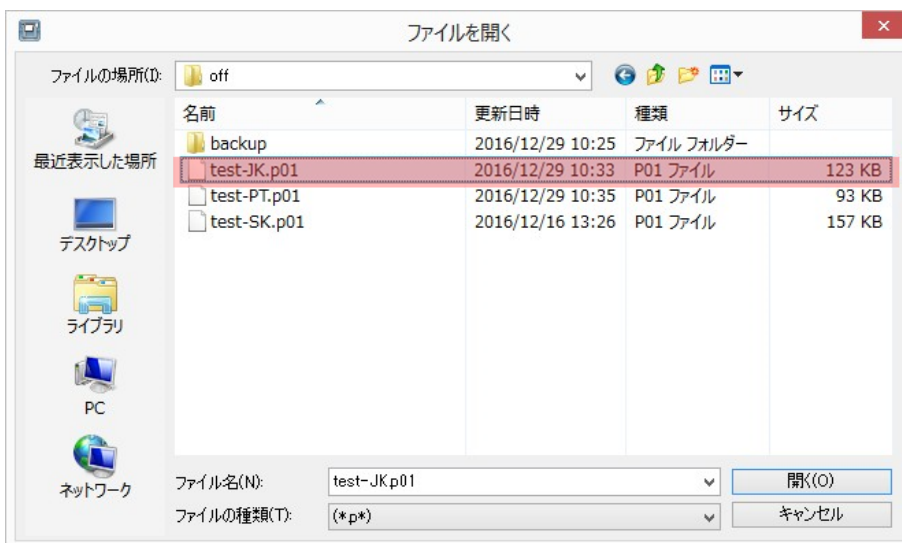 ファイルを開く
ファイルの場所(I): off
名前 更新日時 種類 サイズ
backup 2016/12/29 10:25 ファイル フォルダー
test-JK.p01 2016/12/29 10:33 P01 ファイル 123 KB
test-PT.p01 2016/12/29 10:35 P01 ファイル 93 KB
test-SK.p01 2016/12/16 13:26 P01 ファイル 157 KB
最近表示した場所
デスクトップ
ライブラリ
PC
ネットワーク
ファイル名(N): test-JK.p01 開く(O)
ファイルの種類(T): (*.p*) キャンセル